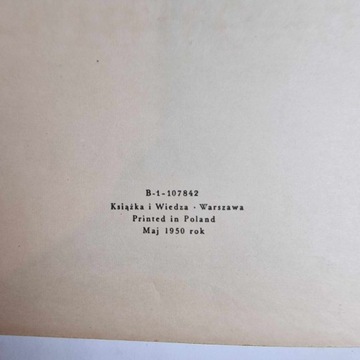 B-1-107842
Książka i Wiedza · Warszawa
Printed in Poland
Maj 1950 rok